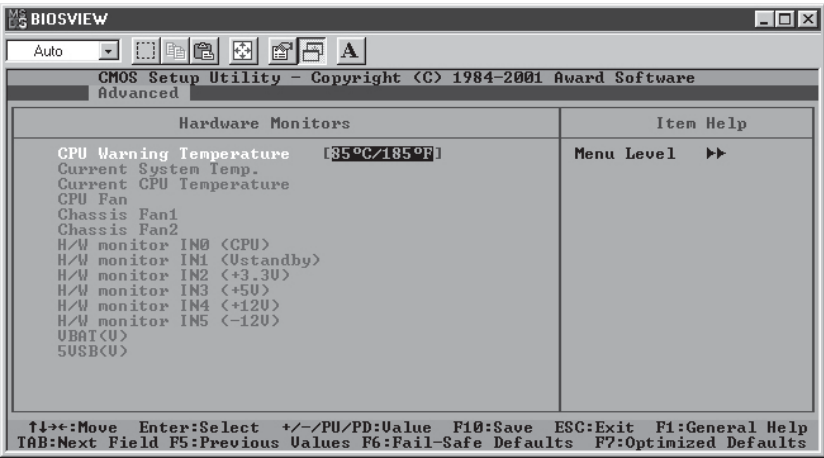 MS DOS BIOSVIEW
Auto A
CMOS Setup Utility – Copyright (C) 1984-2001 Award Software
Advanced
Hardware Monitors Item Help
CPU Warning Temperature [85ºC/185ºF] Menu Level ▸▸
Current System Temp.
Current CPU Temperature
CPU Fan
Chassis Fan1
Chassis Fan2
H/W monitor IN0 (CPU)
H/W monitor IN1 (Vstandby)
H/W monitor IN2 (+3.3V)
H/W monitor IN3 (+5V)
H/W monitor IN4 (+12V)
H/W monitor IN5 (-12V)
VBAT(V)
5VSB(V)
↑↓→←:Move Enter:Select +/-/PU/PD:Value F10:Save ESC:Exit F1:General Help
TAB:Next Field F5:Previous Values F6:Fail-Safe Defaults F7:Optimized Defaults